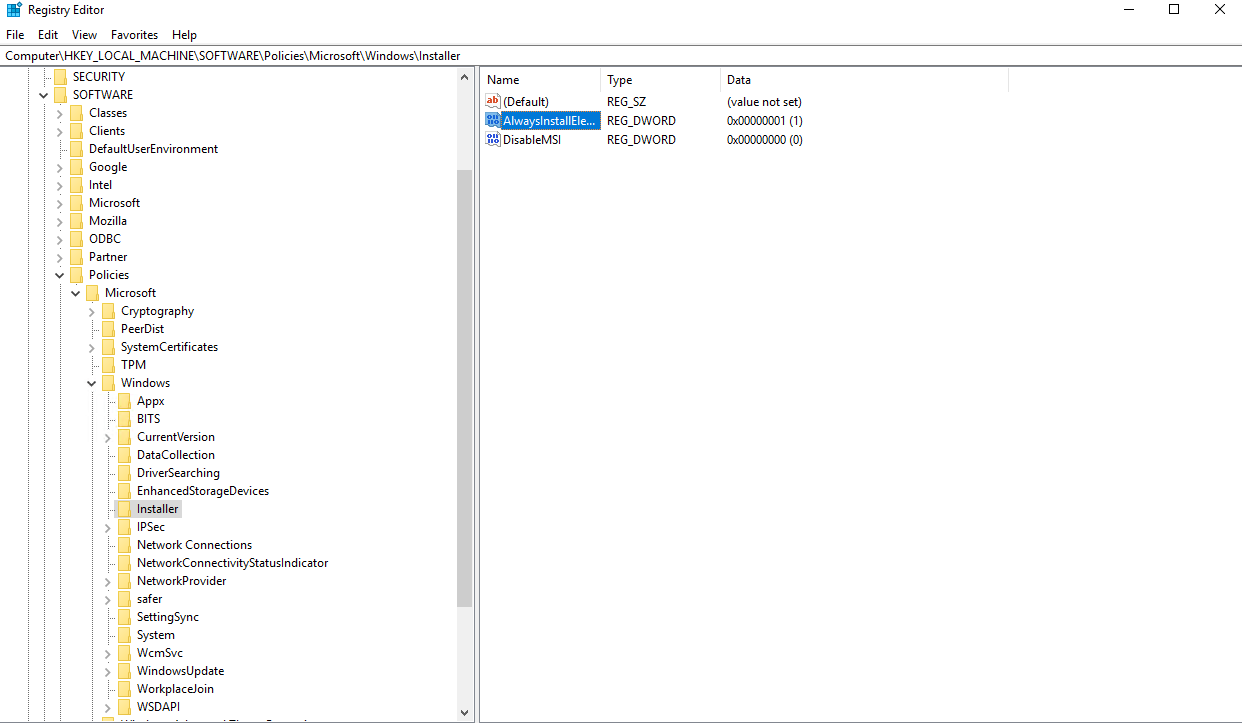 Registry Editor
File Edit View Favorites Help
Computer\HKEY_LOCAL_MACHINE\SOFTWARE\Policies\Microsoft\Windows\Installer
SECURITY
SOFTWARE
Classes
Clients
DefaultUserEnvironment
Google
Intel
Microsoft
Mozilla
ODBC
Partner
Policies
Microsoft
Cryptography
PeerDist
SystemCertificates
TPM
Windows
Appx
BITS
CurrentVersion
DataCollection
DriverSearching
EnhancedStorageDevices
Installer
IPSec
Network Connections
NetworkConnectivityStatusIndicator
NetworkProvider
safer
SettingSync
System
WcmSvc
WindowsUpdate
WorkplaceJoin
WSDAPI
Name Type Data
(Default) REG_SZ (value not set)
AlwaysInstallEle... REG_DWORD 0x00000001 (1)
DisableMSI REG_DWORD 0x00000000 (0)